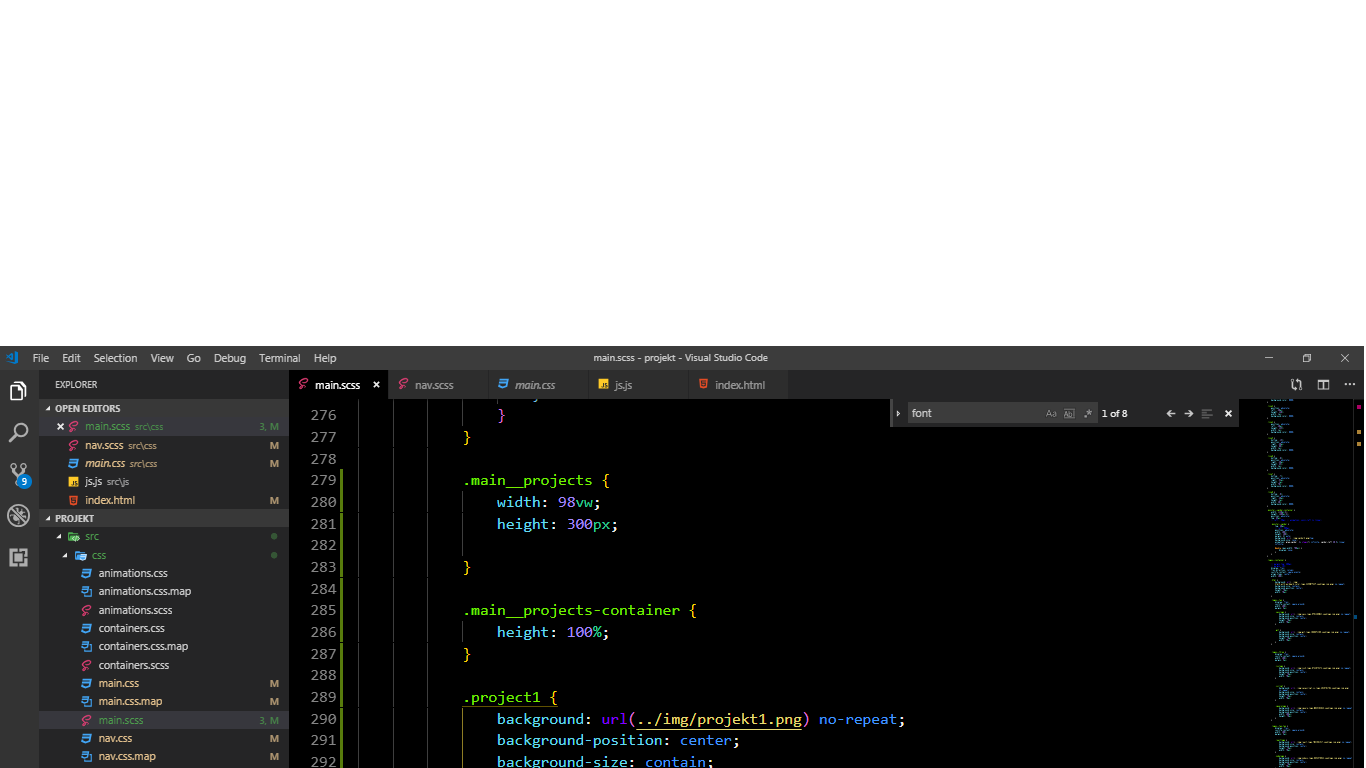 File Edit Selection View Go Debug Terminal Help
main.scss - projekt - Visual Studio Code
EXPLORER
OPEN EDITORS
main.scss src\css 3, M
nav.scss src\css M
main.css src\css M
js.js src\js
index.html M
PROJEKT
src
css
animations.css
animations.css.map
animations.scss
containers.css
containers.css.map
containers.scss
main.css M
main.css.map M
main.scss 3, M
nav.css M
nav.css.map M
9
main.scss nav.scss main.css js.js index.html
font Aa Abl .* 1 of 8
276 }
277 }
278
279 .main__projects {
280 width: 98vw;
281 height: 300px;
282
283 }
284
285 .main__projects-container {
286 height: 100%;
287 }
288
289 .project1 {
290 background: url(../img/projekt1.png) no-repeat;
291 background-position: center;
292 background-size: contain;